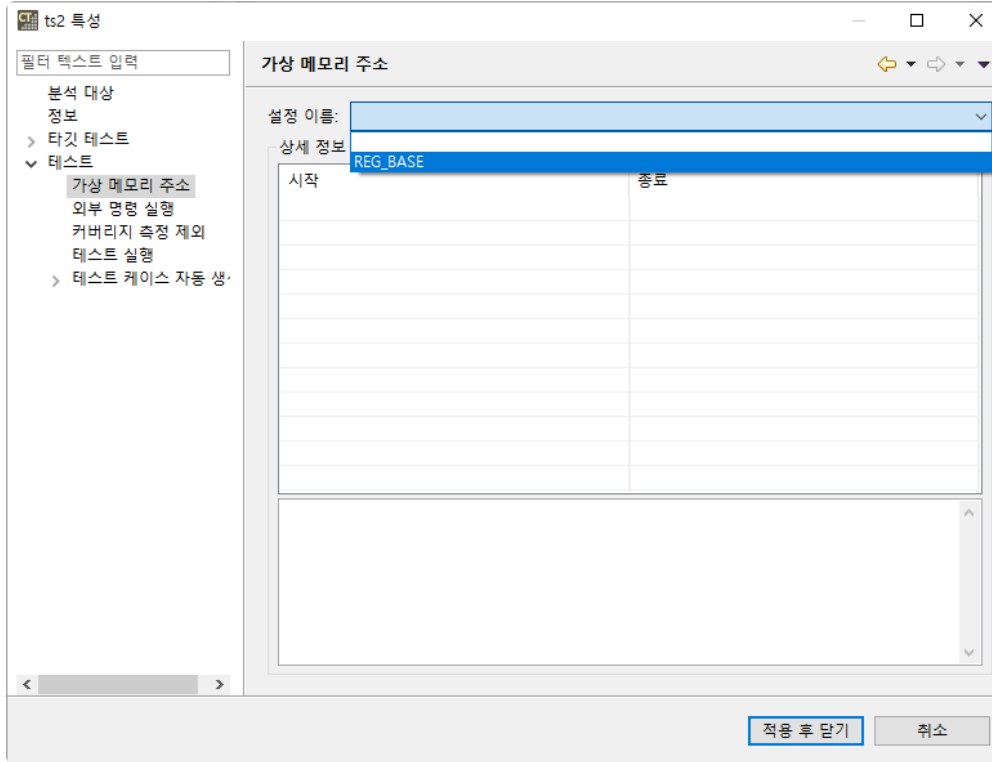 CT ts2 특성
필터 텍스트 입력
분석 대상
정보
타깃 테스트
테스트
가상 메모리 주소
외부 명령 실행
커버리지 측정 제외
테스트 실행
테스트 케이스 자동 생
가상 메모리 주소
설정 이름:
REG_BASE
상세 정보
시작 종료
적용 후 닫기 취소